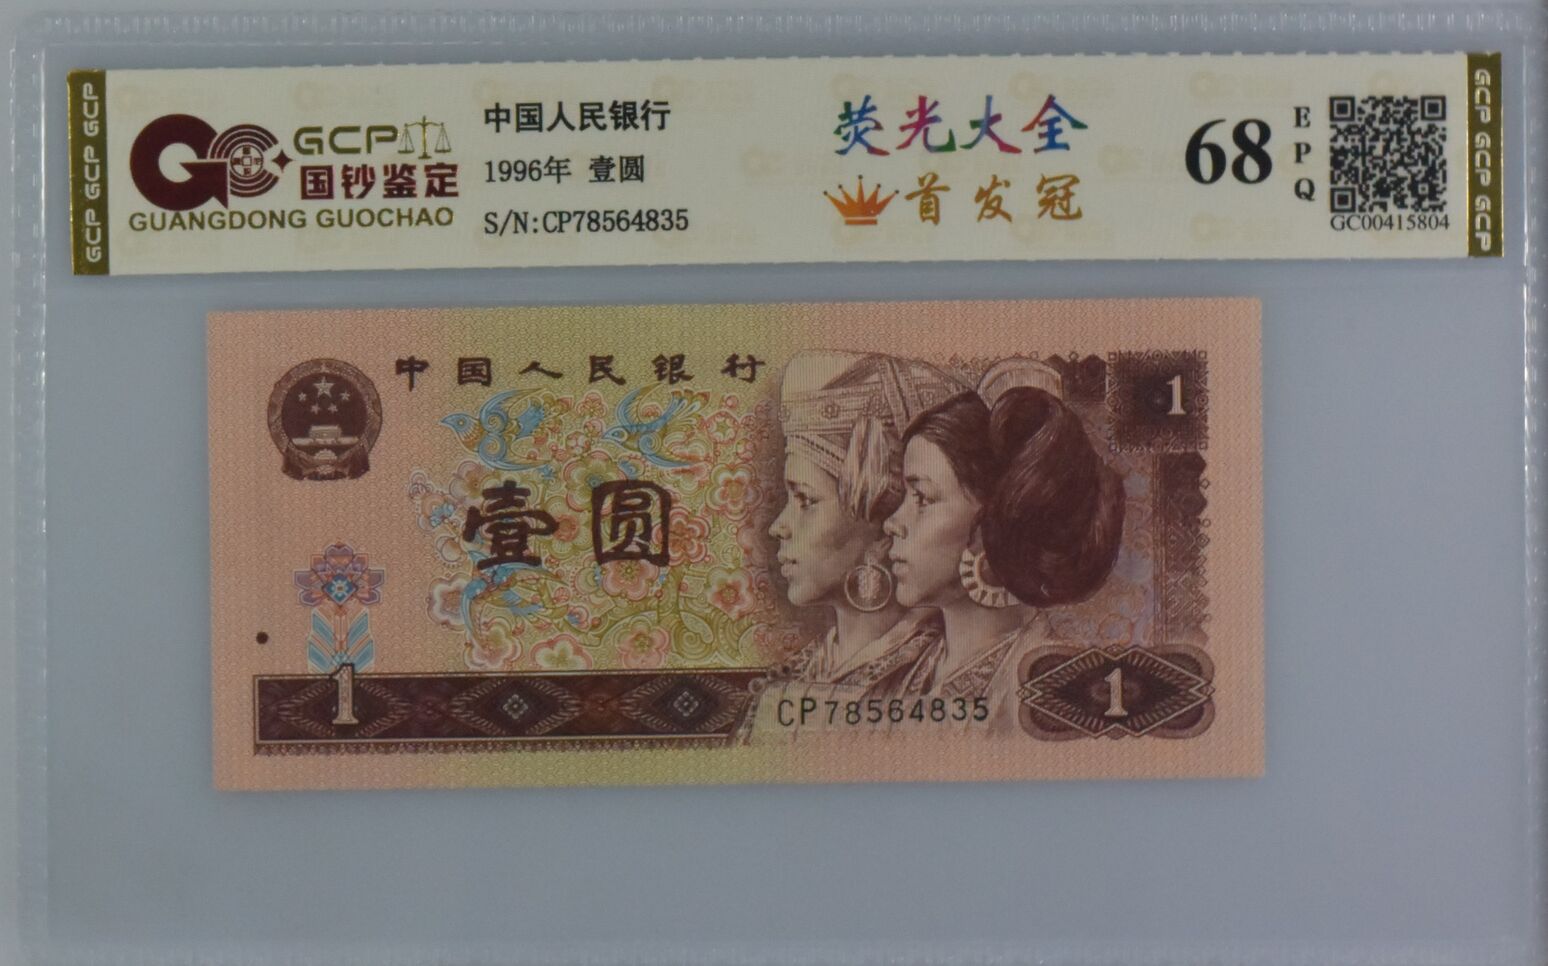 GCP GCP GCP
GCP
国钞鉴定
GUANGDONG GUOCHAO
中国人民银行
1996年 壹圆
S/N:CP78564835
荧光大全
首发冠
68
EPQ
GC00415804
GCP GCP GCP
中国人民银行
1
壹圆
1
CP78564835
1